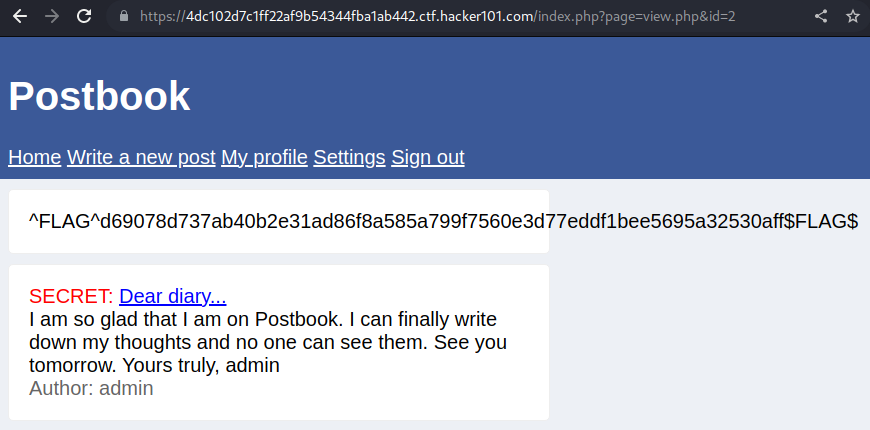 https://4dc102d7c1ff22af9b54344fba1ab442.ctf.hacker101.com/index.php?page=view.php&id=2
Postbook
Home Write a new post My profile Settings Sign out
^FLAG^d69078d737ab40b2e31ad86f8a585a799f7560e3d77eddf1bee5695a32530aff$FLAG$
SECRET: Dear diary...
I am so glad that I am on Postbook. I can finally write
down my thoughts and no one can see them. See you
tomorrow. Yours truly, admin
Author: admin